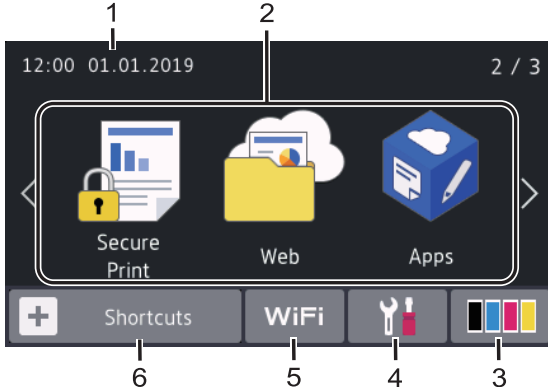 1
2
12:00 01.01.2019
2 / 3
Secure
Print
Web
Apps
Shortcuts
WiFi
6
5
4
3